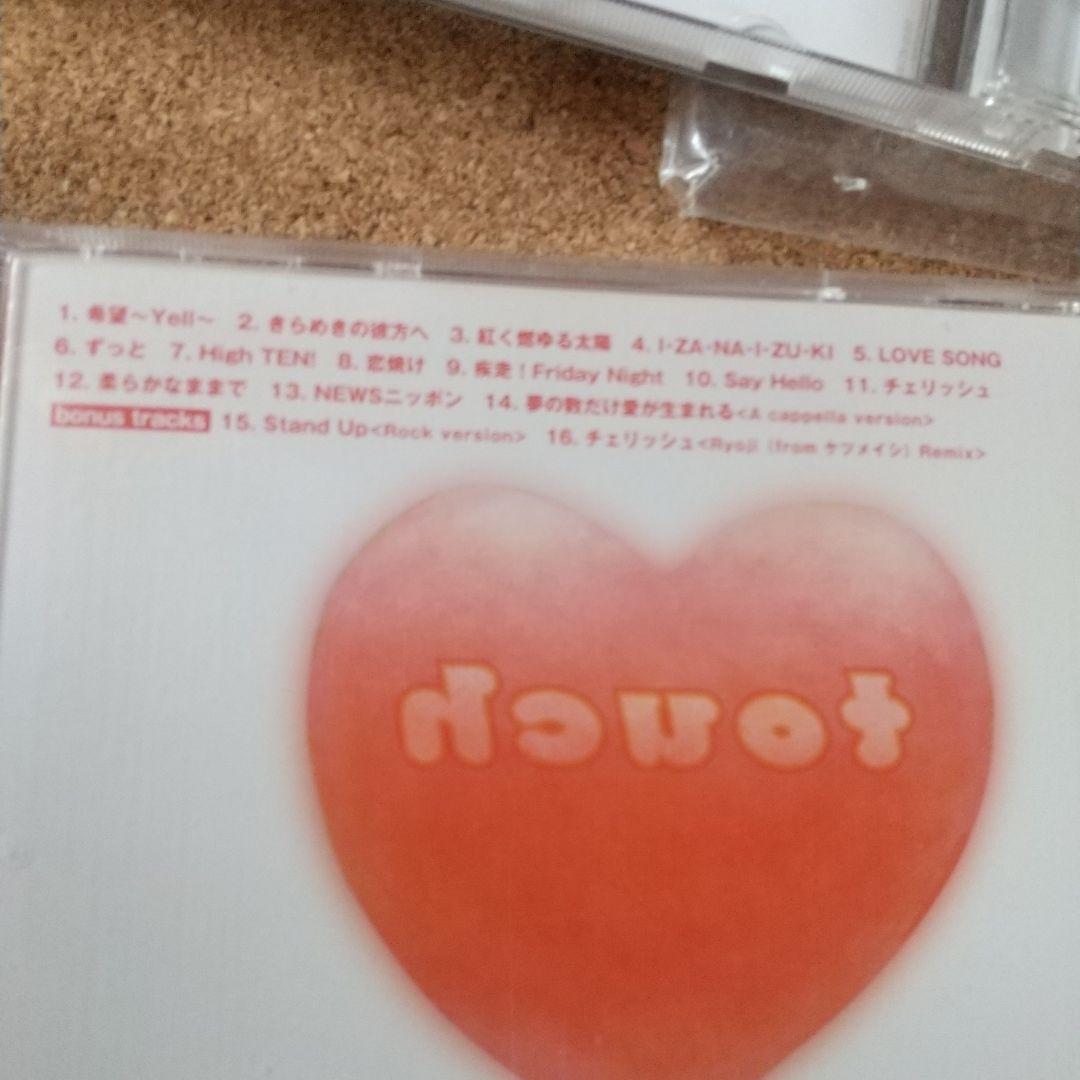 1. 希望～Yell～ 2. きらめきの彼方へ 3. 紅く燃ゆる太陽 4. I・ZA・NA・I・ZU・KI 5. LOVE SONG
6. ずっと 7. High TEN! 8. 恋焼け 9. 疾走！Friday Night 10. Say Hello 11. チェリッシュ
12. 柔らかなままで 13. NEWSニッポン 14. 夢の数だけ愛が生まれる<A cappella version>
bonus tracks 15. Stand Up<Rock version> 16. チェリッシュ<Ryoji (from ケツメイシ) Remix>
touch